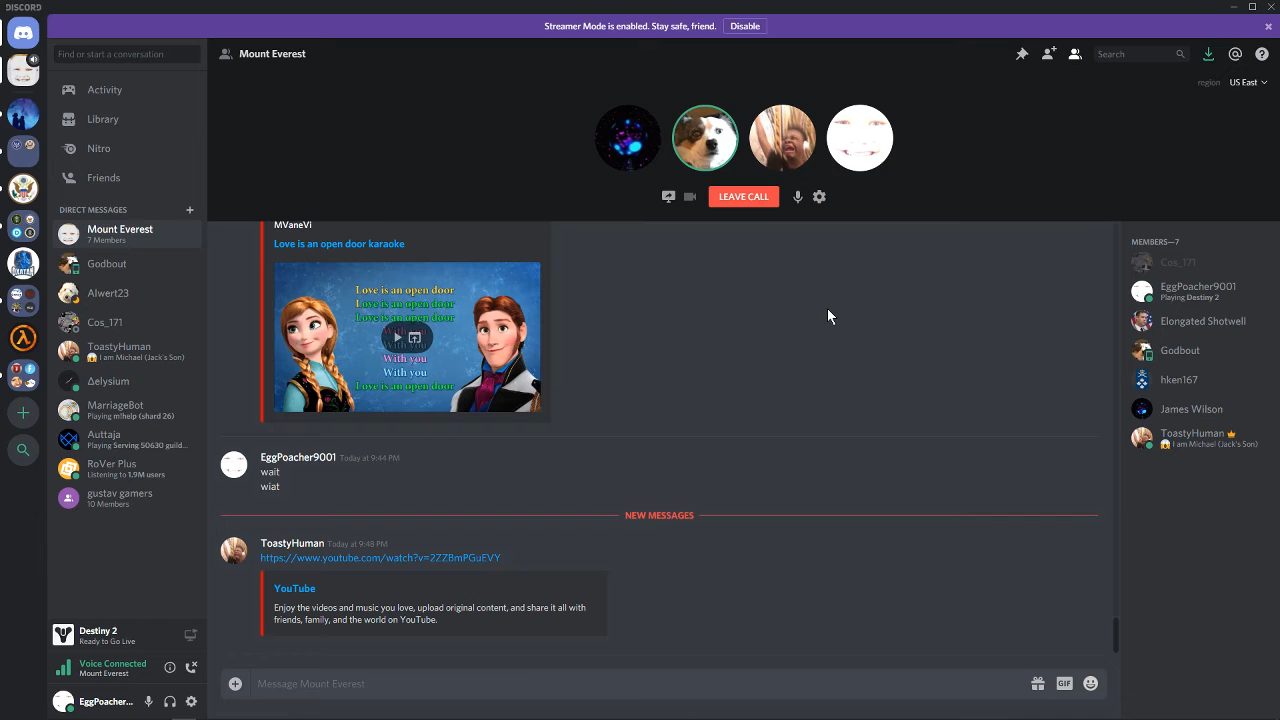 DISCORD
Streamer Mode is enabled. Stay safe, friend. Disable
Find or start a conversation
Mount Everest
Search
region US East
Activity
Library
Nitro
Friends
DIRECT MESSAGES
Mount Everest
7 Members
Godbout
Alwert23
Cos_171
ToastyHuman
I am Michael (Jack's Son)
Δelysium
MarriageBot
Playing m!help (shard 26)
Auttaja
Playing Serving 50630 guild...
RoVer Plus
Listening to 1.9M users
gustav gamers
10 Members
Destiny 2
Ready to Go Live
Voice Connected
Mount Everest
EggPoacher...
LEAVE CALL
MVaneVI
Love is an open door karaoke
Love is an open door
Love is an open door
Love is an open door
With you
With you
With you
With you
Love is an open door
EggPoacher9001 Today at 9:44 PM
wait
wiat
NEW MESSAGES
ToastyHuman Today at 9:48 PM
https://www.youtube.com/watch?v=2ZZBmPGuEVY
YouTube
Enjoy the videos and music you love, upload original content, and share it all with
friends, family, and the world on YouTube.
Message Mount Everest
GIF
MEMBERS—7
Cos_171
EggPoacher9001
Playing Destiny 2
Elongated Shotwell
Godbout
hken167
James Wilson
ToastyHuman
I am Michael (Jack's Son)